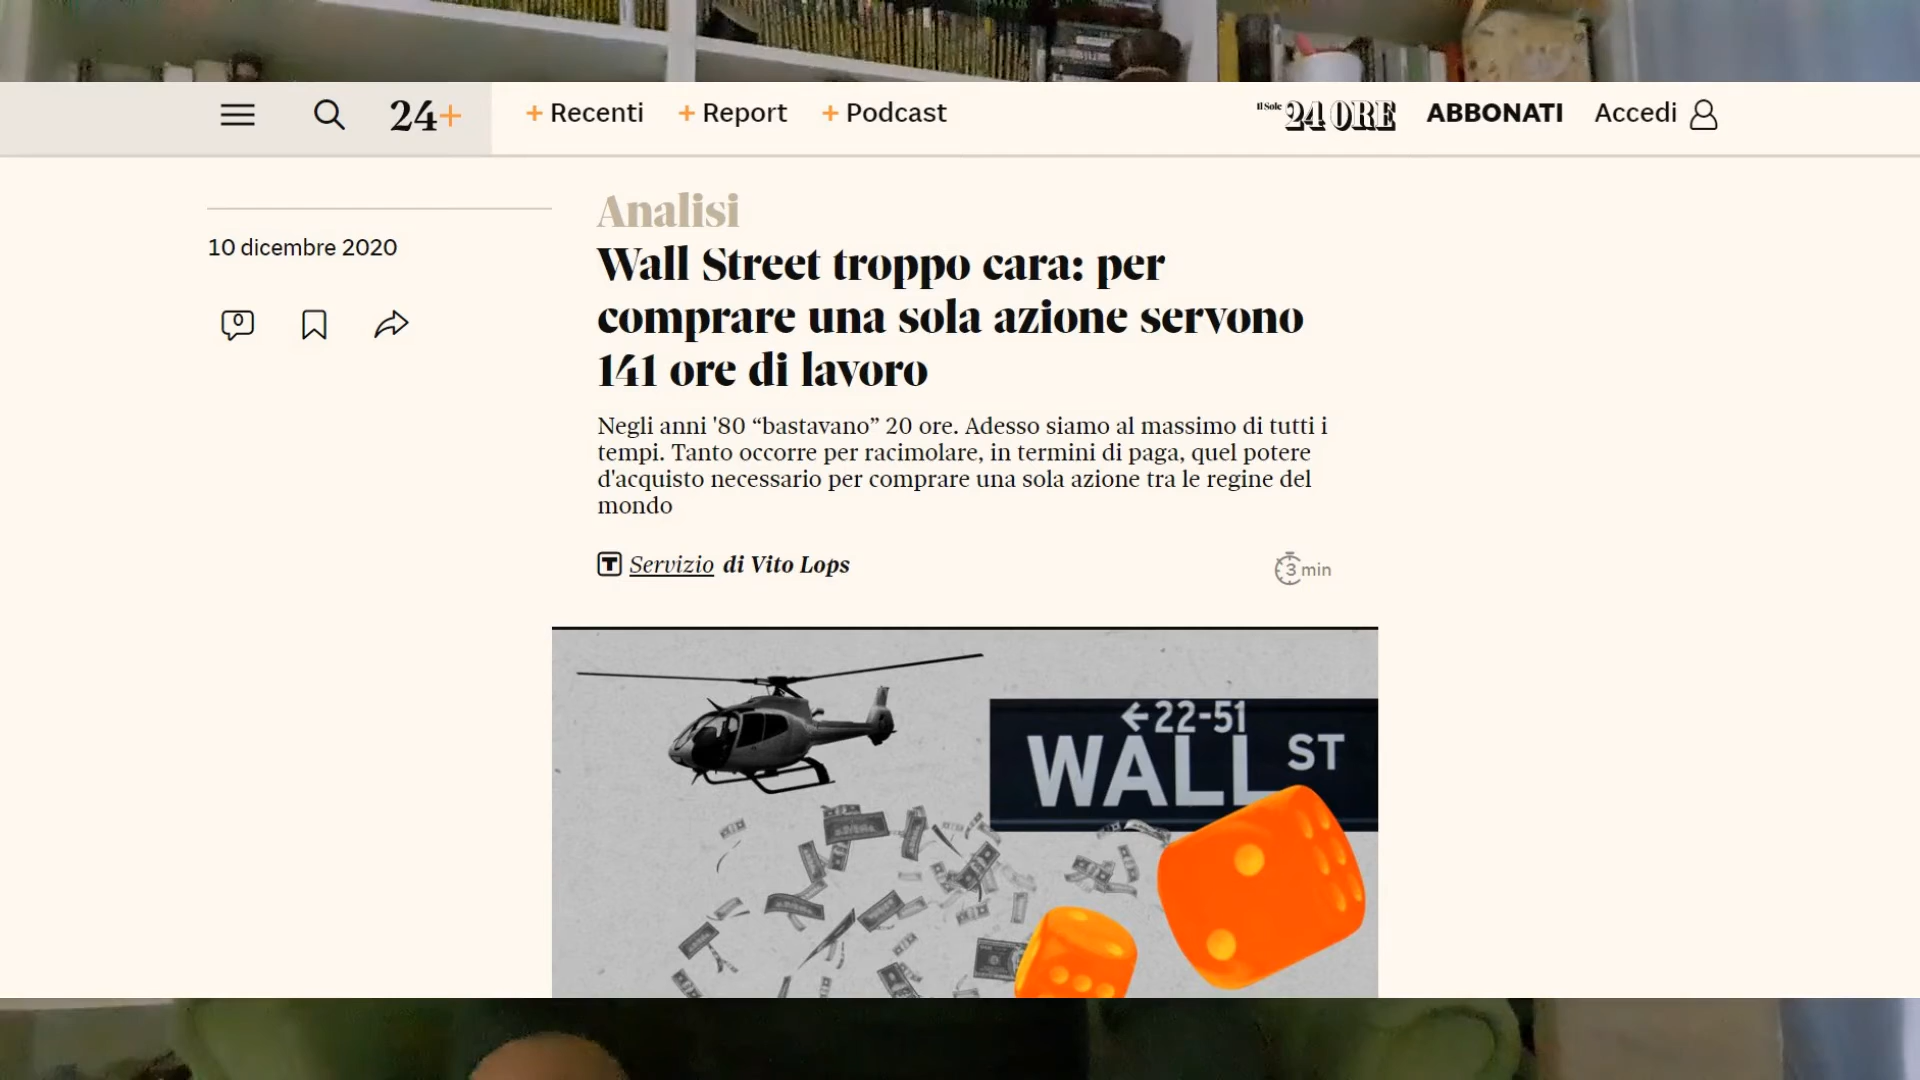 24+
+ Recenti
+ Report
+ Podcast
Il Sole 24 ORE
ABBONATI
Accedi
10 dicembre 2020
0
Analisi
Wall Street troppo cara: per
comprare una sola azione servono
141 ore di lavoro
Negli anni '80 “bastavano” 20 ore. Adesso siamo al massimo di tutti i
tempi. Tanto occorre per racimolare, in termini di paga, quel potere
d'acquisto necessario per comprare una sola azione tra le regine del
mondo
T Servizio di Vito Lops
3 min
←22-51
WALL ST